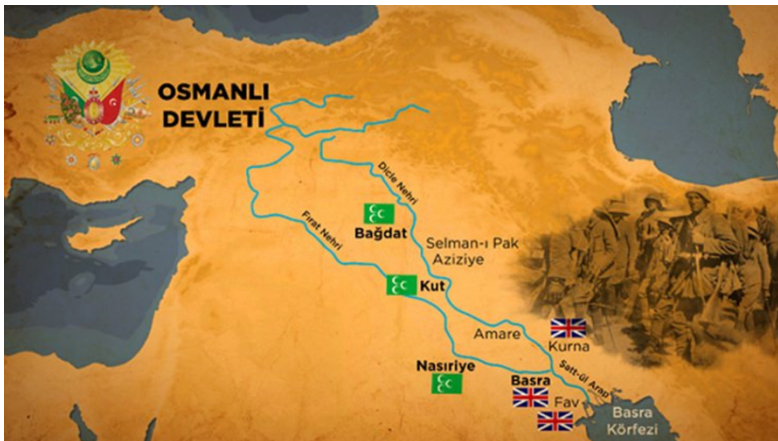 OSMANLI
DEVLETİ
Dicle Nehri
Bağdat
Fırat Nehri
Selman-ı Pak
Aziziye
Kut
Amare
Kurna
Nasıriye
Basra
Şatt-ül Arap
Fav
Basra
Körfezi